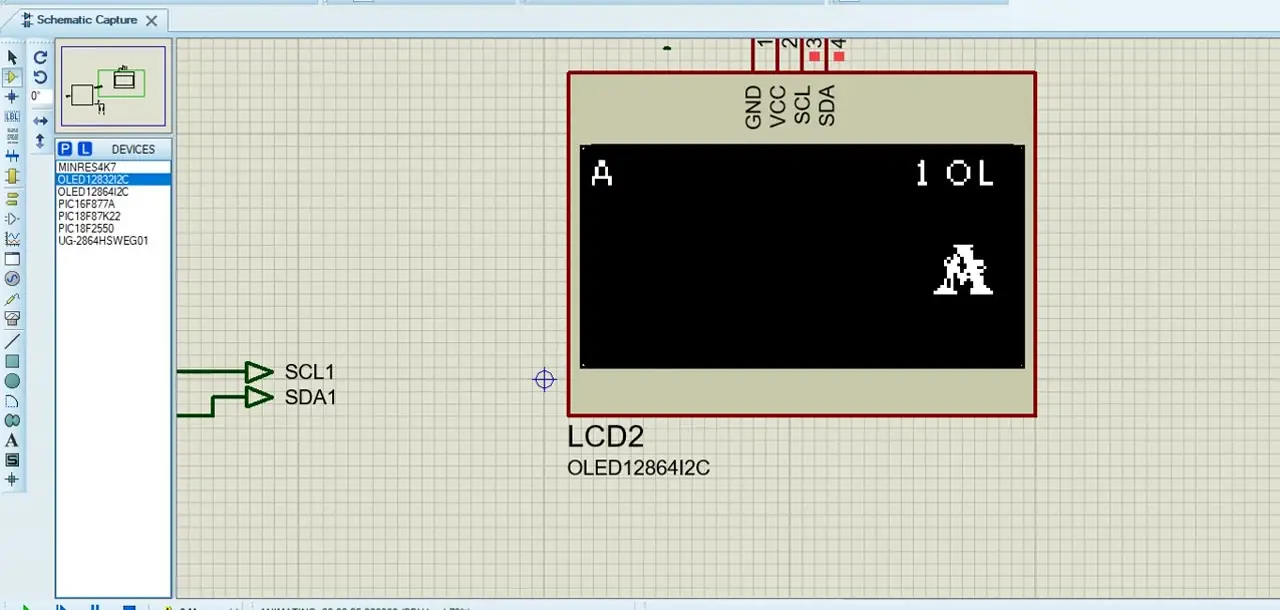 Schematic Capture
0°
LBL
P L DEVICES
MINRES4K7
OLED12832I2C
OLED12864I2C
PIC16F877A
PIC18F87K22
PIC18F2550
UG-2864HSWEG01
A
S
1 2 3 4
GND VCC SCL SDA
A 1 OL
A
SCL1
SDA1
LCD2
OLED12864I2C